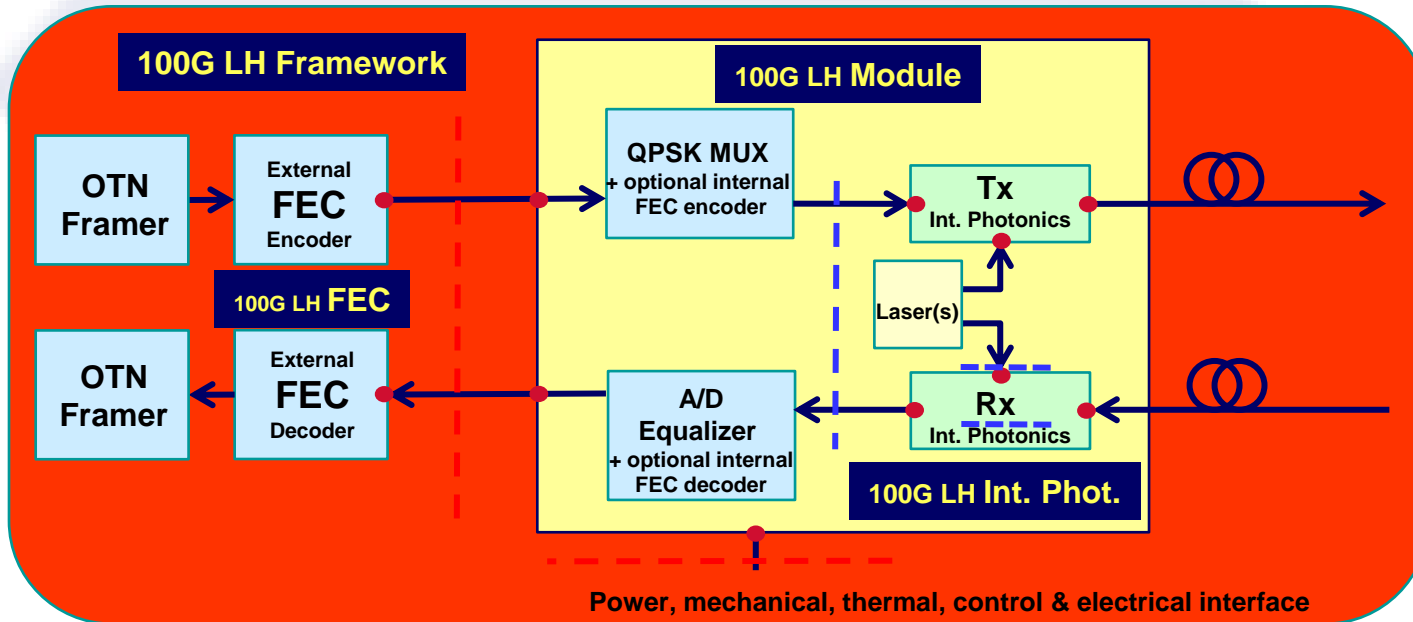 100G LH Framework
100G LH Module
OTN
Framer
External
FEC
Encoder
QPSK MUX
+ optional internal
FEC encoder
Tx
Int. Photonics
Laser(s)
100G LH FEC
OTN
Framer
External
FEC
Decoder
A/D
Equalizer
+ optional internal
FEC decoder
Rx
Int. Photonics
100G LH Int. Phot.
Power, mechanical, thermal, control & electrical interface